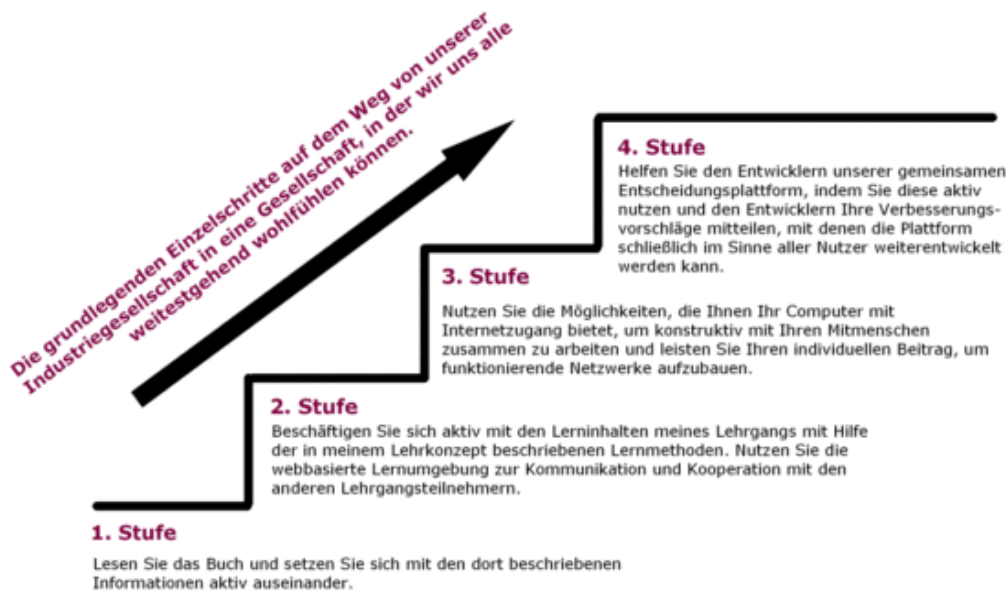 Die grundlegenden Einzelschritte auf dem Weg von unserer
Industriegesellschaft in eine Gesellschaft, in der wir uns alle
weitestgehend wohlfühlen können.
4. Stufe
Helfen Sie den Entwicklern unserer gemeinsamen
Entscheidungsplattform, indem Sie diese aktiv
nutzen und den Entwicklern Ihre Verbesserungs-
vorschläge mitteilen, mit denen die Plattform
schließlich im Sinne aller Nutzer weiterentwickelt
werden kann.
3. Stufe
Nutzen Sie die Möglichkeiten, die Ihnen Ihr Computer mit
Internetzugang bietet, um konstruktiv mit Ihren Mitmenschen
zusammen zu arbeiten und leisten Sie Ihren individuellen Beitrag, um
funktionierende Netzwerke aufzubauen.
2. Stufe
Beschäftigen Sie sich aktiv mit den Lerninhalten meines Lehrgangs mit Hilfe
der in meinem Lehrkonzept beschriebenen Lernmethoden. Nutzen Sie die
webbasierte Lernumgebung zur Kommunikation und Kooperation mit den
anderen Lehrgangsteilnehmern.
1. Stufe
Lesen Sie das Buch und setzen Sie sich mit den dort beschriebenen
Informationen aktiv auseinander.